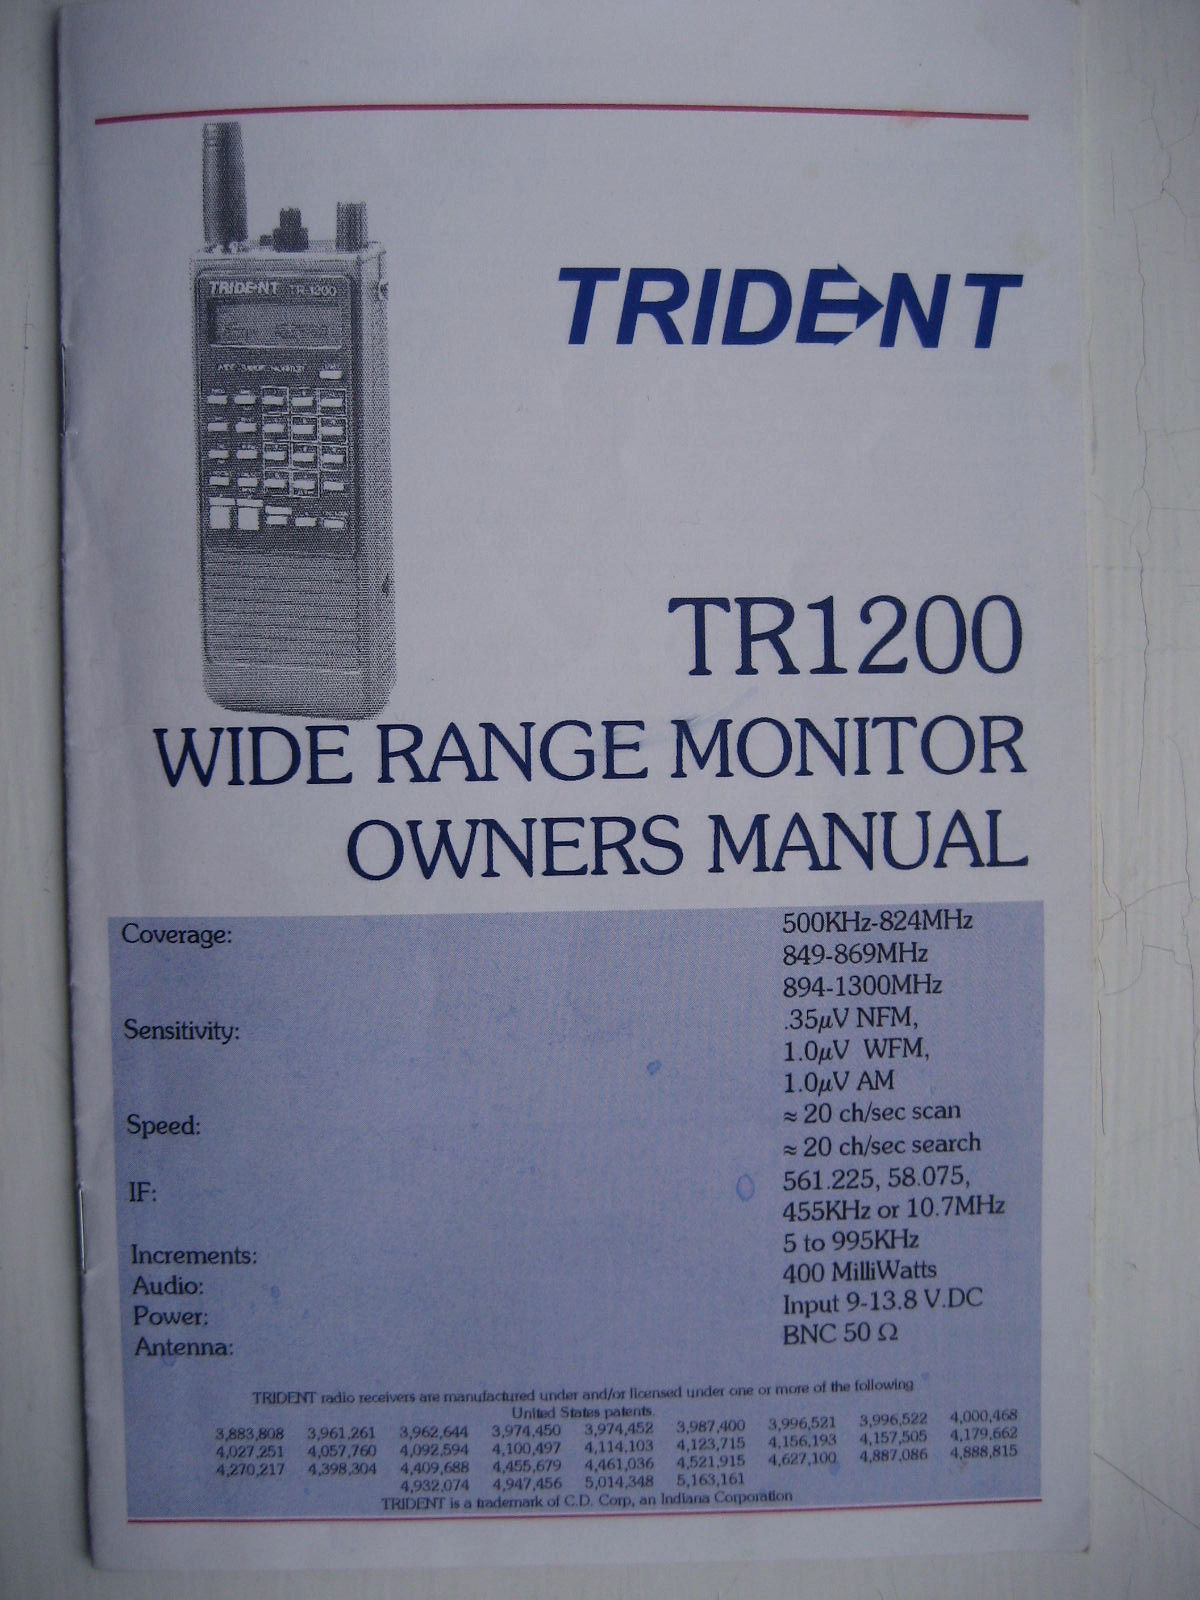 TRIDENT TR-1200
WIDE RANGE MONITOR
TRIDENT
TR1200
WIDE RANGE MONITOR
OWNERS MANUAL
Coverage: 500KHz-824MHz
849-869MHz
894-1300MHz
Sensitivity: .35µV NFM,
1.0µV WFM,
1.0µV AM
Speed: ≈ 20 ch/sec scan
≈ 20 ch/sec search
IF: 561.225, 58.075,
455KHz or 10.7MHz
Increments: 5 to 995KHz
Audio: 400 MilliWatts
Power: Input 9-13.8 V.DC
Antenna: BNC 50 Ω
TRIDENT radio receivers are manufactured under and/or licensed under one or more of the following
United States patents.
3,883,808 3,961,261 3,962,644 3,974,450 3,974,452 3,987,400 3,996,521 3,996,522 4,000,468
4,027,251 4,057,760 4,092,594 4,100,497 4,114,103 4,123,715 4,156,193 4,157,505 4,179,662
4,270,217 4,398,304 4,409,688 4,455,679 4,461,036 4,521,915 4,627,100 4,887,086 4,888,815
4,932,074 4,947,456 5,014,348 5,163,161
TRIDENT is a trademark of C.D. Corp, an Indiana Corporation